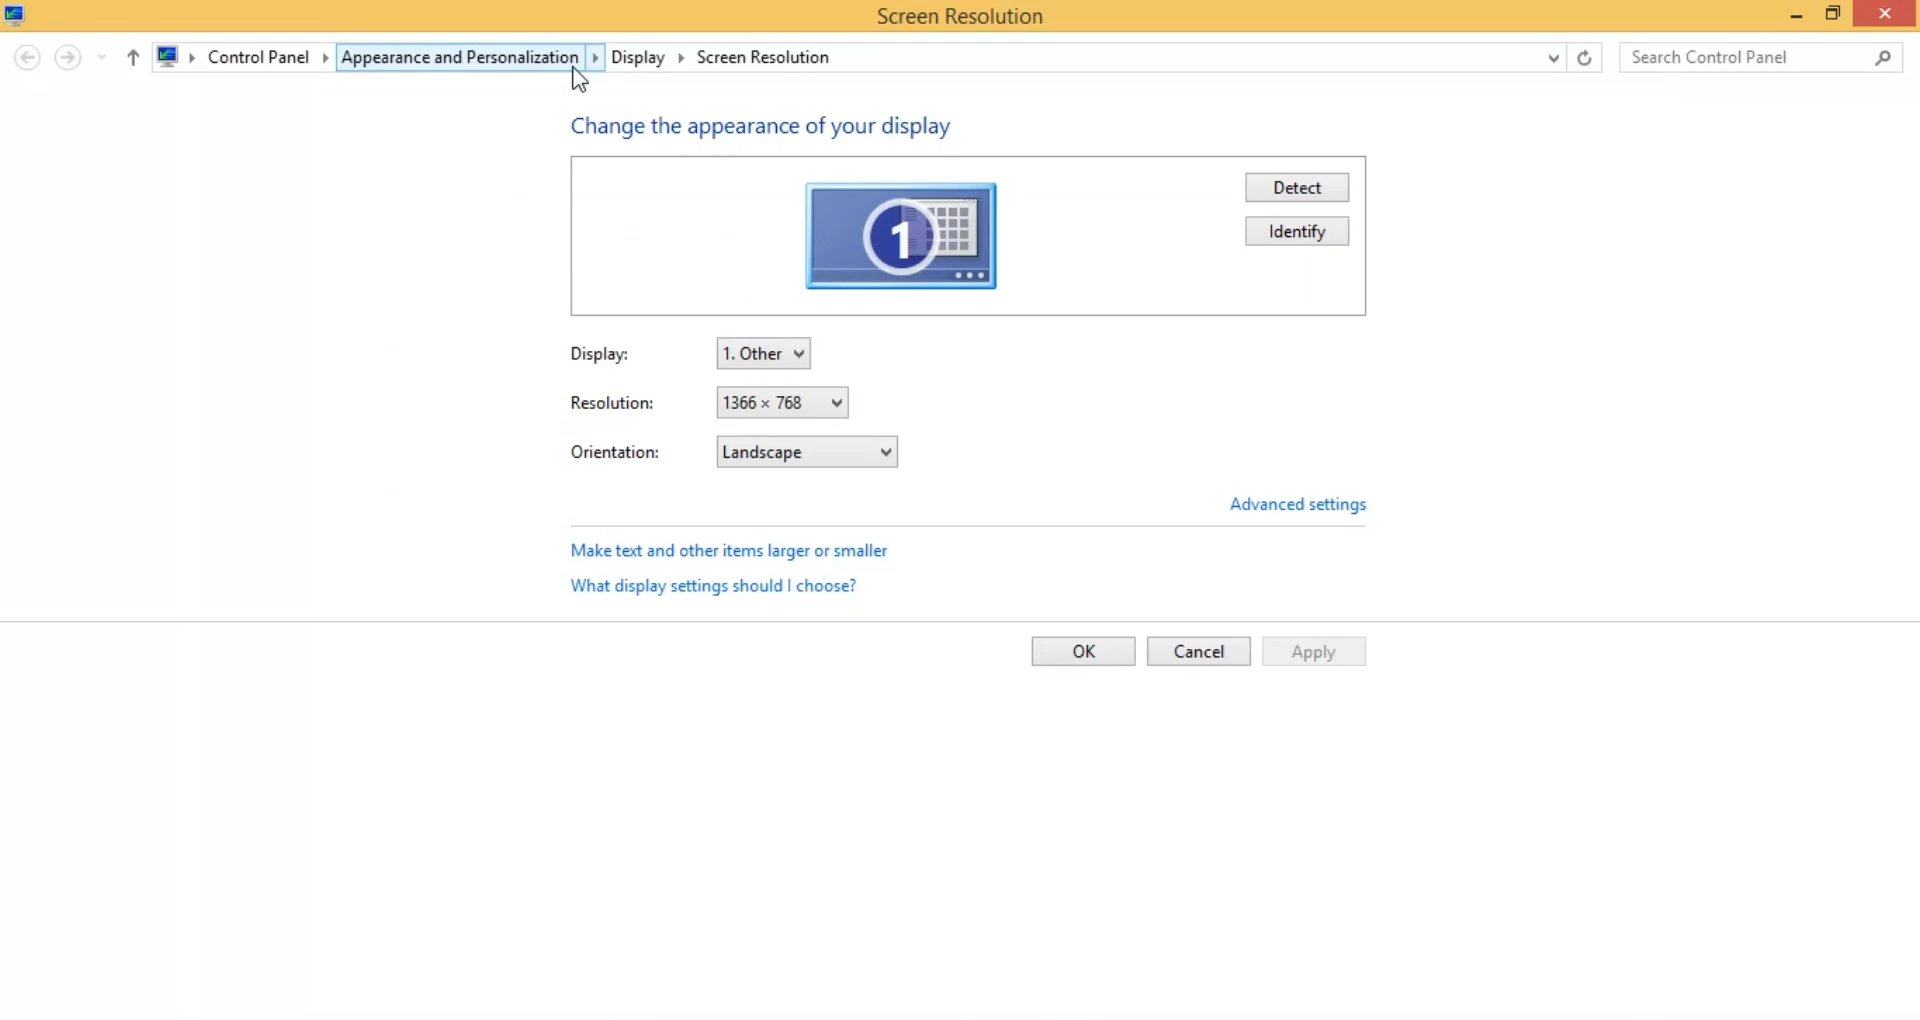 Screen Resolution
Control Panel Appearance and Personalization Display Screen Resolution
Search Control Panel
Change the appearance of your display
1
Detect
Identify
Display: 1. Other
Resolution: 1366 × 768
Orientation: Landscape
Advanced settings
Make text and other items larger or smaller
What display settings should I choose?
OK Cancel Apply